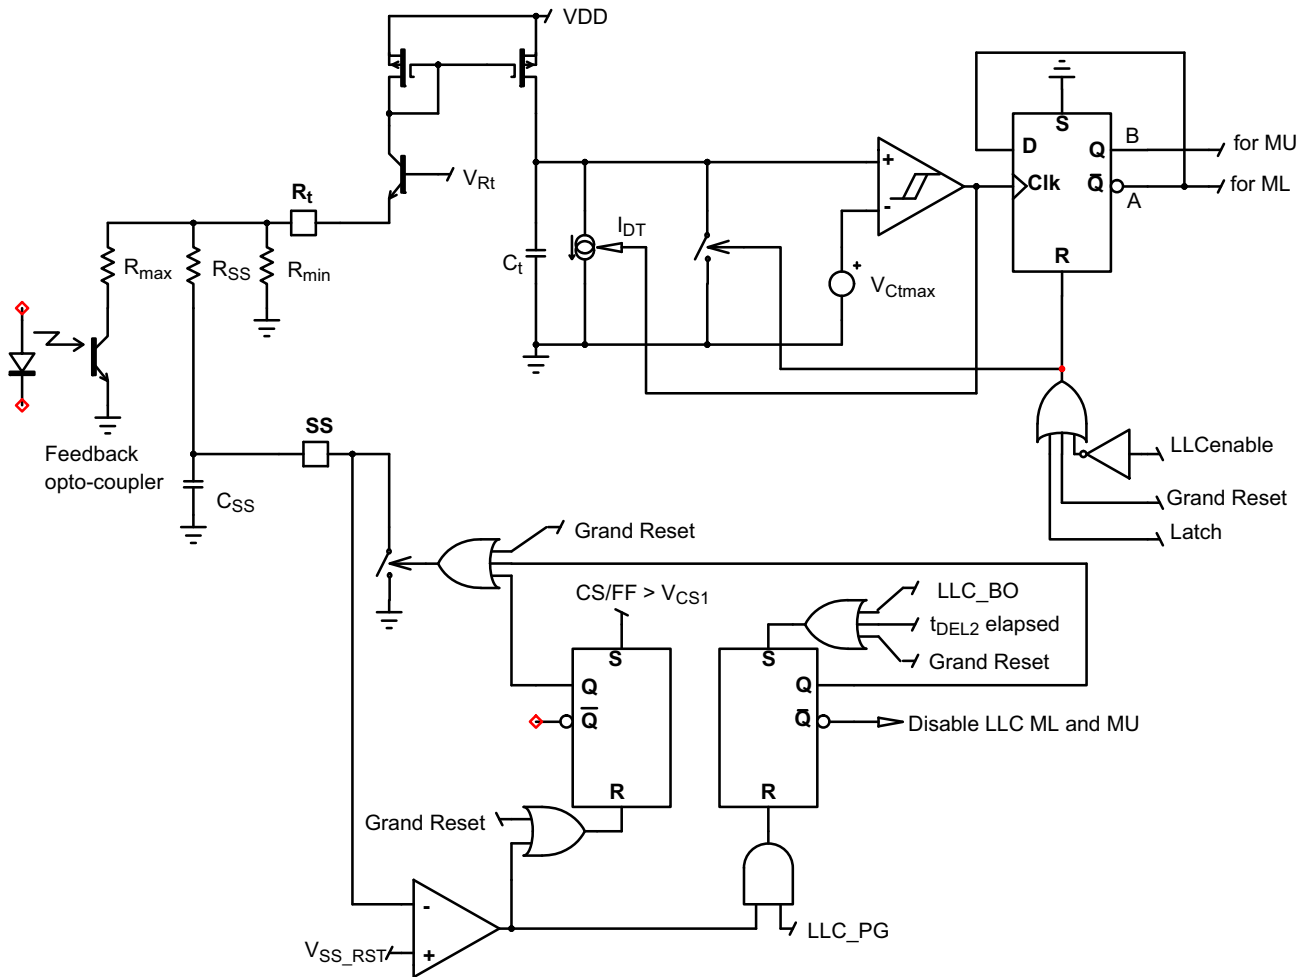 VDD
S
D
Q
B
for MU
Clk
Q
A
for ML
R
VRt
Rt
IDT
Ct
VCtmax
Rmax
RSS
Rmin
LLCenable
Grand Reset
Latch
Feedback
opto-coupler
SS
CSS
Grand Reset
CS/FF > VCS1
LLC_BO
tDEL2 elapsed
Grand Reset
S
Q
Q
R
S
Q
Q
R
Disable LLC ML and MU
Grand Reset
VSS_RST
LLC_PG
+
-
+
-
+